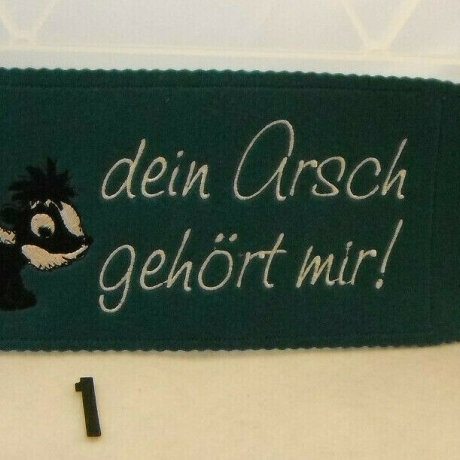 dein Arsch
gehört mir!
1